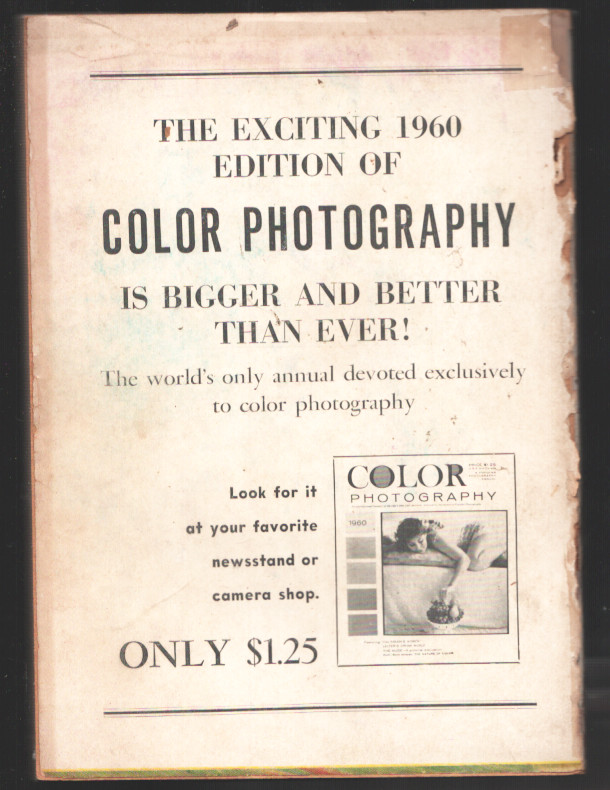 THE EXCITING 1960
EDITION OF
COLOR PHOTOGRAPHY
IS BIGGER AND BETTER
THAN EVER!
The world's only annual devoted exclusively
to color photography
Look for it
at your favorite
newsstand or
camera shop.
ONLY $1.25
COLOR
PHOTOGRAPHY
1960